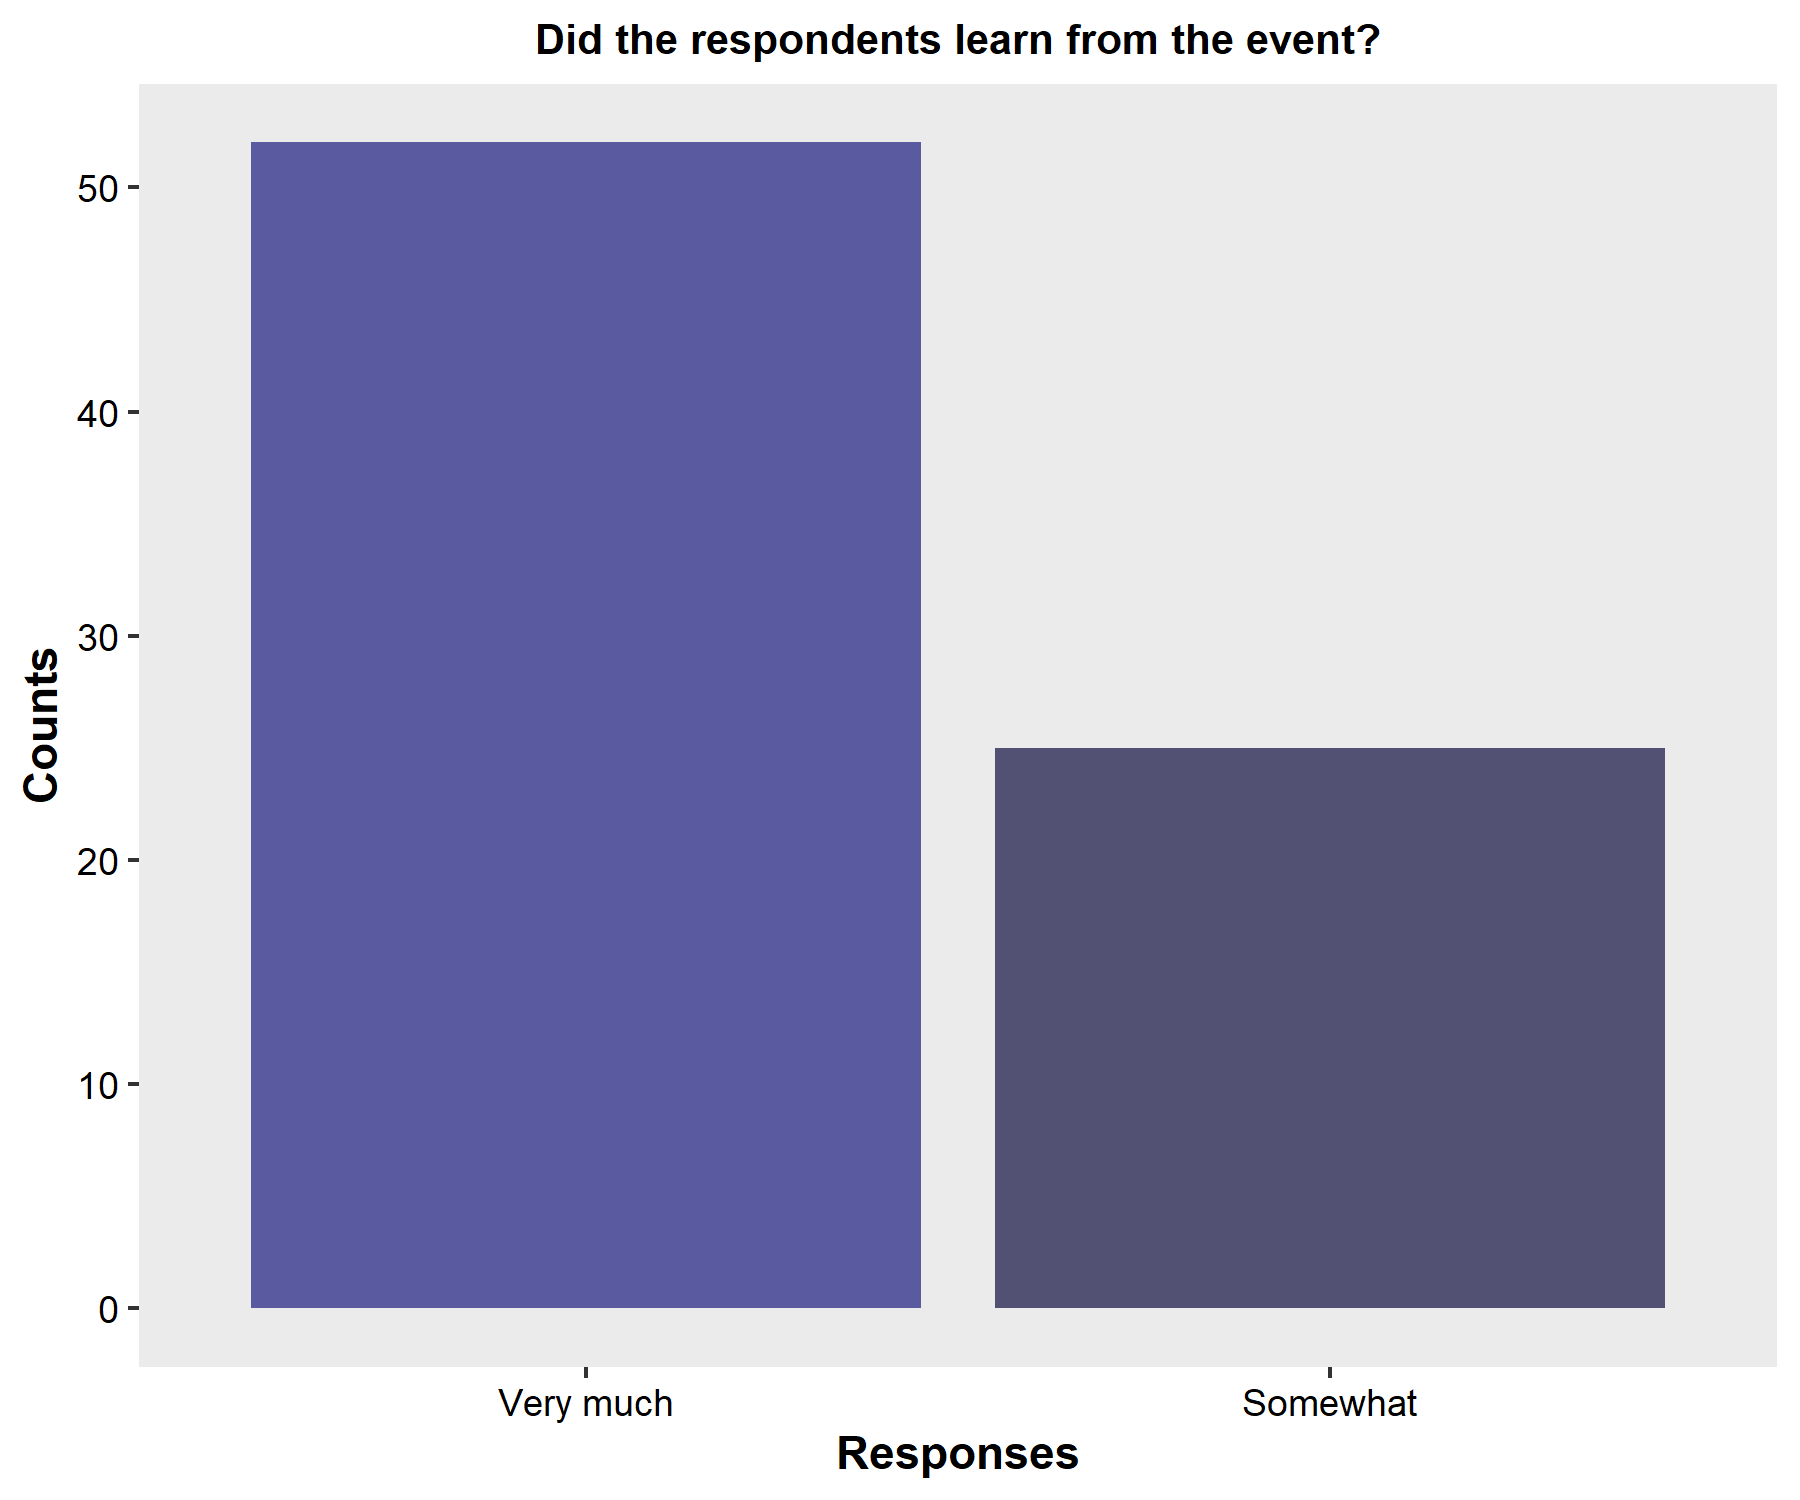 Did the respondents learn from the event?
Counts
50
40
30
20
10
0
Very much
Somewhat
Responses